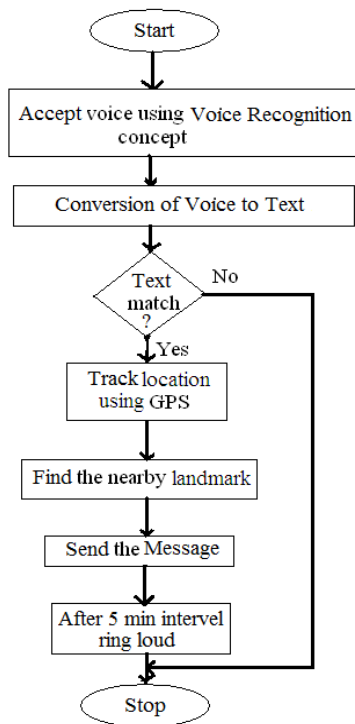 Start
Accept voice using Voice Recognition
concept
Conversion of Voice to Text
Text
match
?
No
Yes
Track location
using GPS
Find the nearby landmark
Send the Message
After 5 min intervel
ring loud
Stop